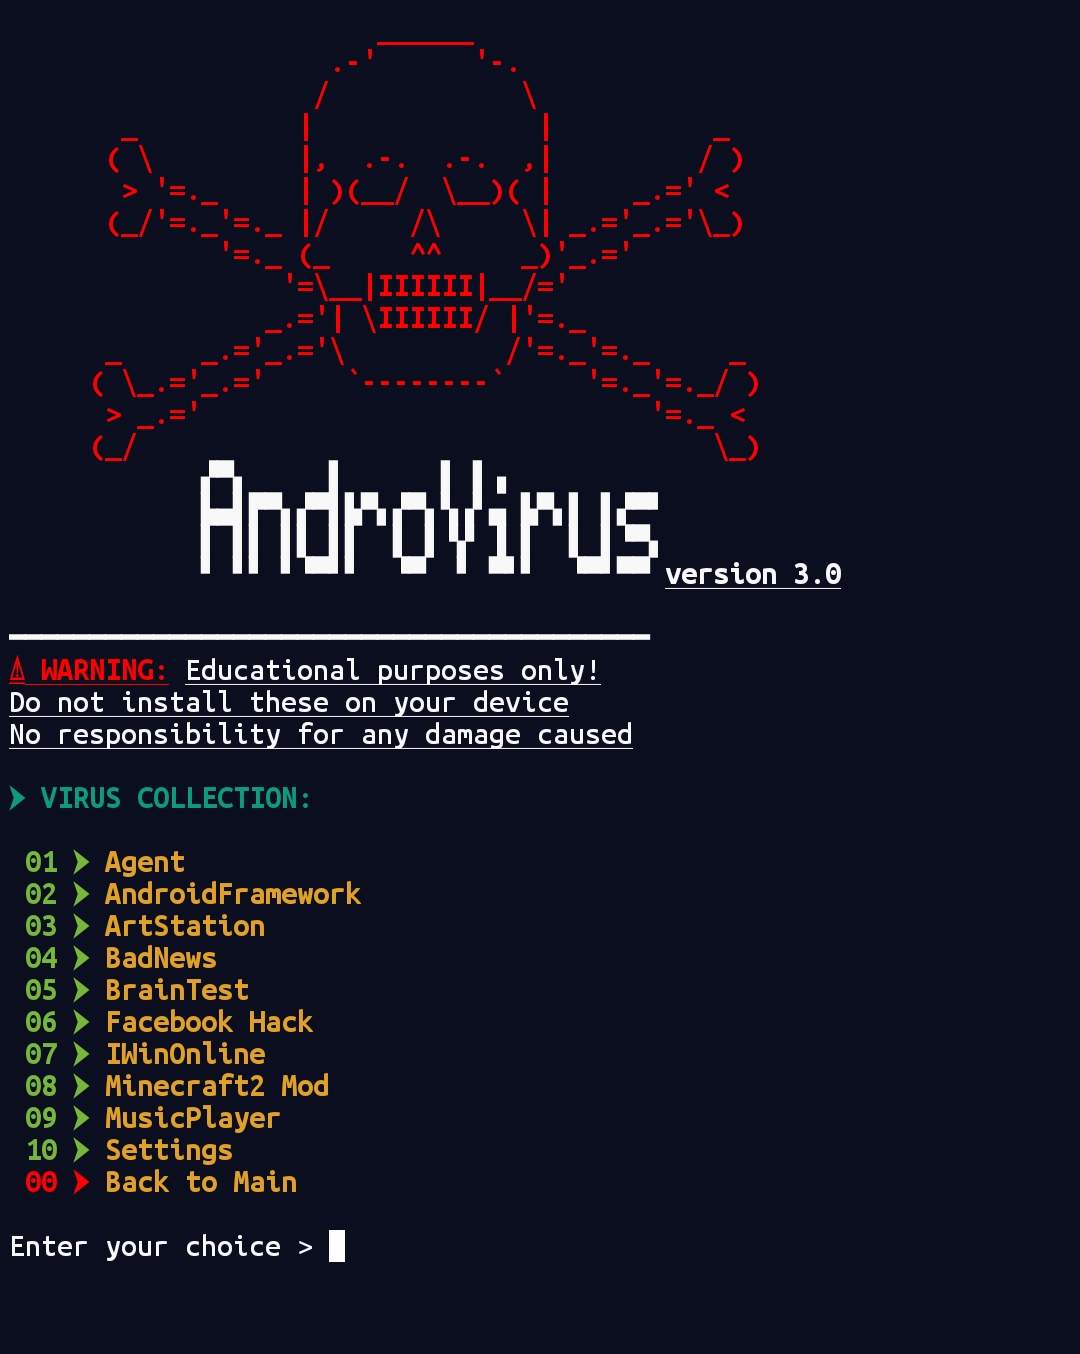 AndroVirus version 3.0
⚠ WARNING: Educational purposes only!
Do not install these on your device
No responsibility for any damage caused
➤ VIRUS COLLECTION:
01 ➤ Agent
02 ➤ AndroidFramework
03 ➤ ArtStation
04 ➤ BadNews
05 ➤ BrainTest
06 ➤ Facebook Hack
07 ➤ IWinOnline
08 ➤ Minecraft2 Mod
09 ➤ MusicPlayer
10 ➤ Settings
00 ➤ Back to Main
Enter your choice >